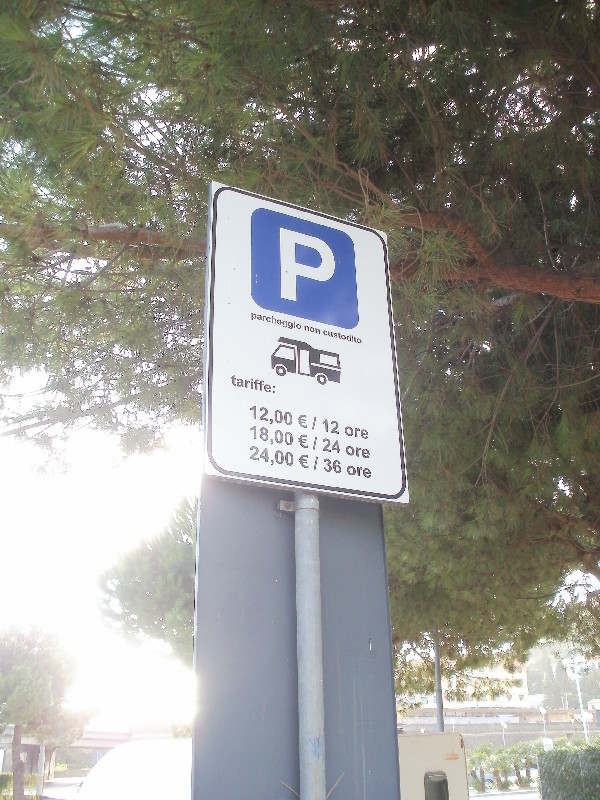 P
parcheggio non custodito
tariffe:
12,00 € / 12 ore
18,00 € / 24 ore
24,00 € / 36 ore